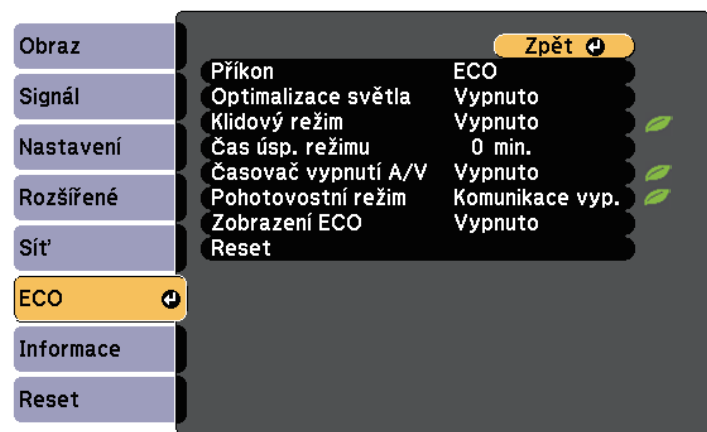 Obraz
Signál
Nastavení
Rozšířené
Síť
ECO
Informace
Reset
Zpět
Příkon ECO
Optimalizace světla Vypnuto
Klidový režim Vypnuto
Čas úsp. režimu 0 min.
Časovač vypnutí A/V Vypnuto
Pohotovostní režim Komunikace vyp.
Zobrazení ECO Vypnuto
Reset